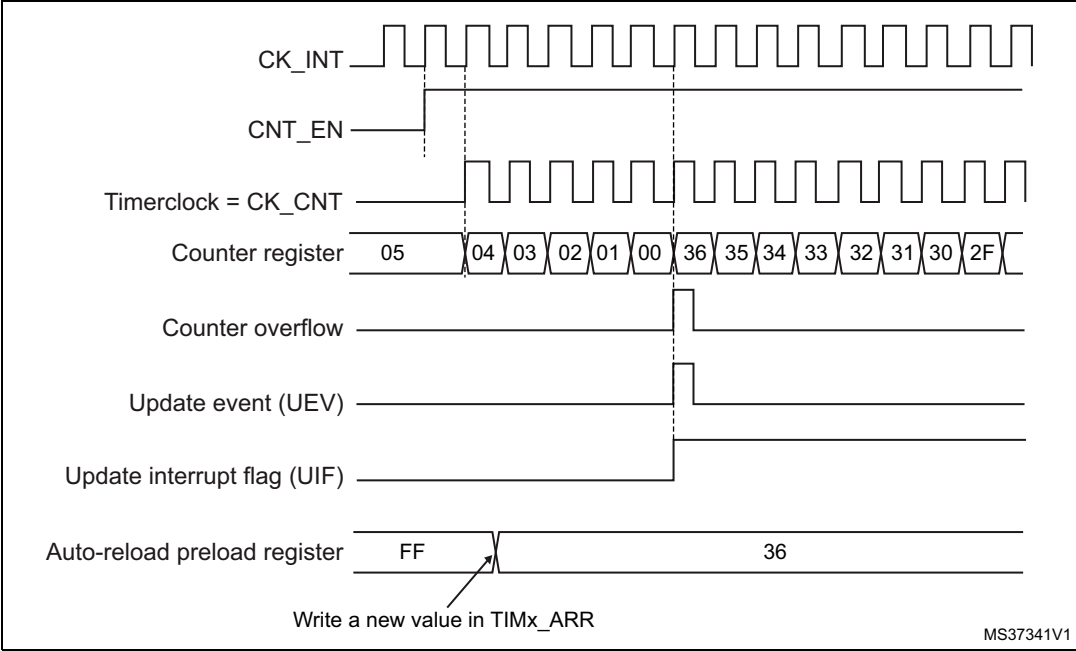 CK_INT
CNT_EN
Timerclock = CK_CNT
Counter register 05 04 03 02 01 00 36 35 34 33 32 31 30 2F
Counter overflow
Update event (UEV)
Update interrupt flag (UIF)
Auto-reload preload register FF 36
Write a new value in TIMx_ARR
MS37341V1